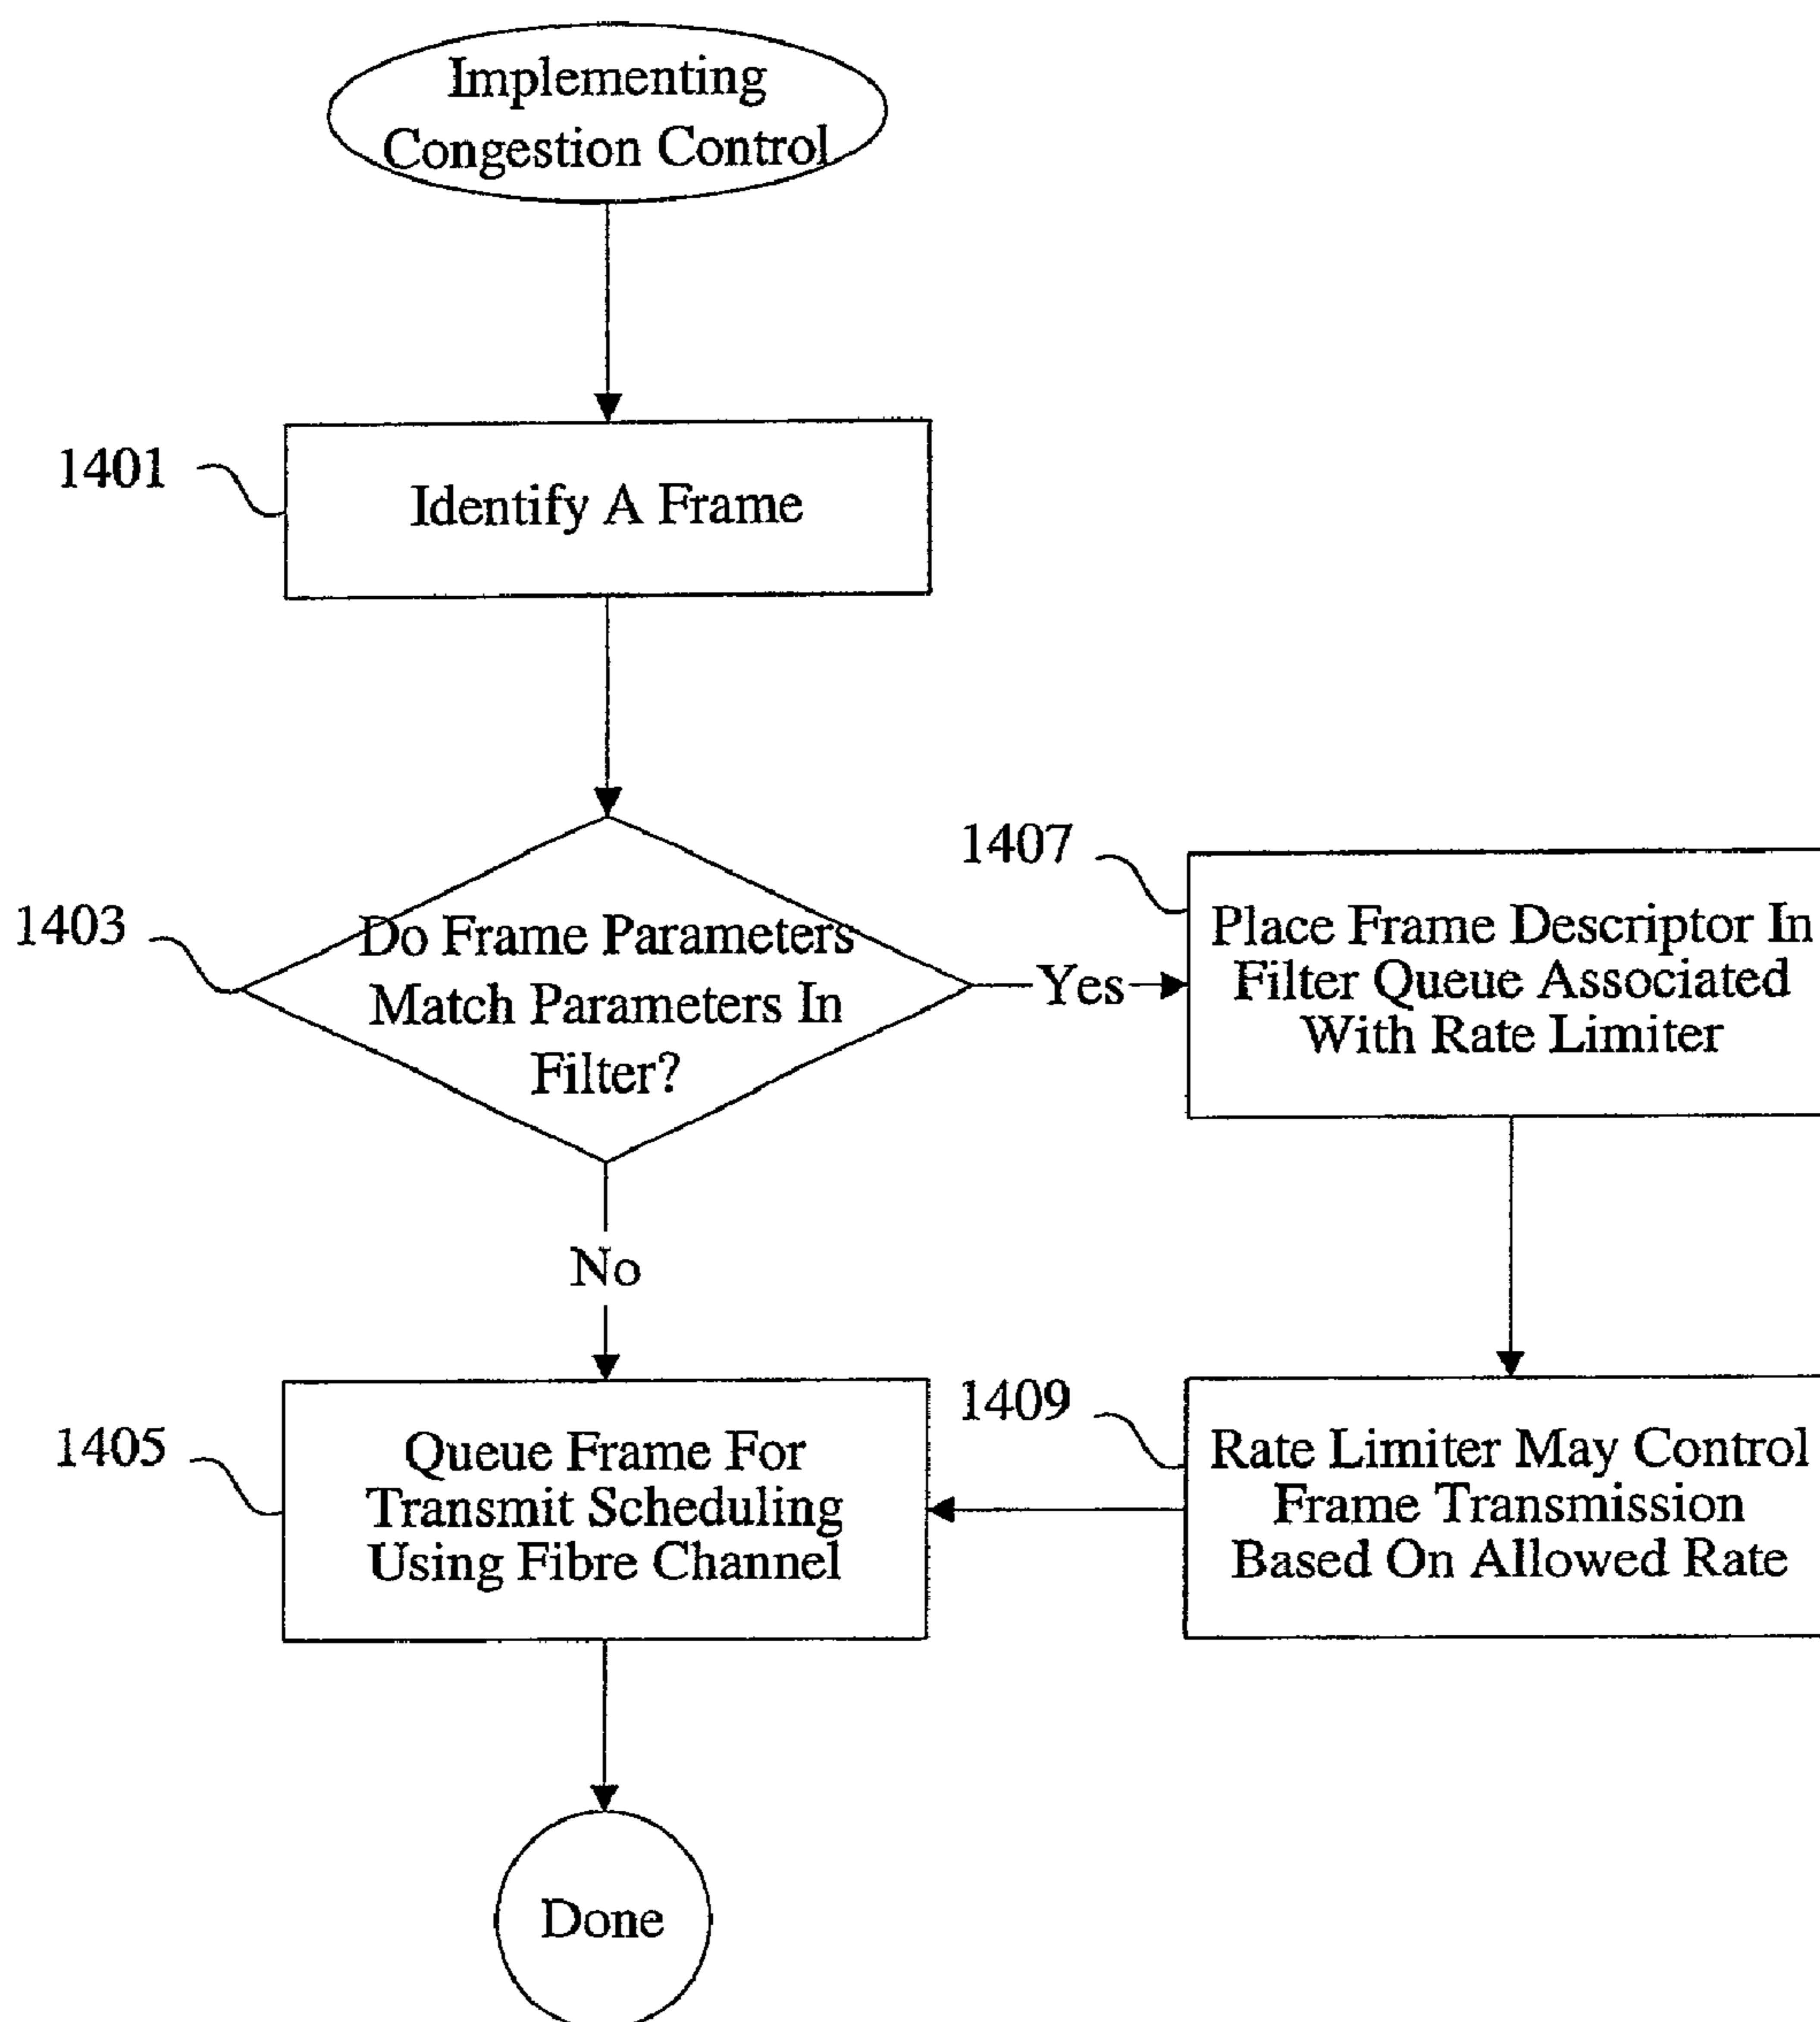 Implementing
Congestion Control
1401
Identify A Frame
1403
Do Frame Parameters
Match Parameters In
Filter?
Yes
1407
Place Frame Descriptor In
Filter Queue Associated
With Rate Limiter
No
1405
Queue Frame For
Transmit Scheduling
Using Fibre Channel
1409
Rate Limiter May Control
Frame Transmission
Based On Allowed Rate
Done